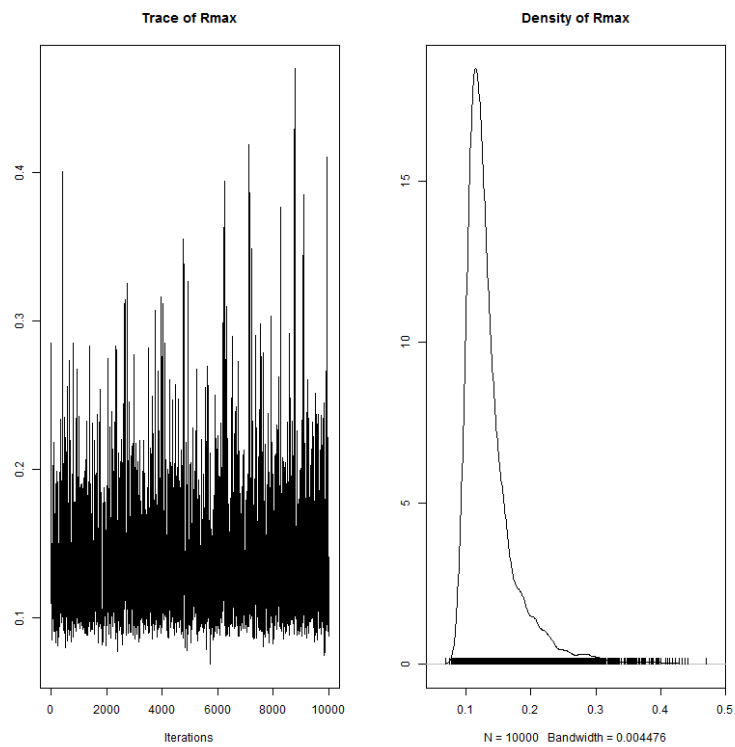 Trace of Rmax
0.4
0.3
0.2
0.1
0 2000 4000 6000 8000 10000
Iterations
Density of Rmax
15
10
5
0
0.1 0.2 0.3 0.4 0.5
N = 10000 Bandwidth = 0.004476